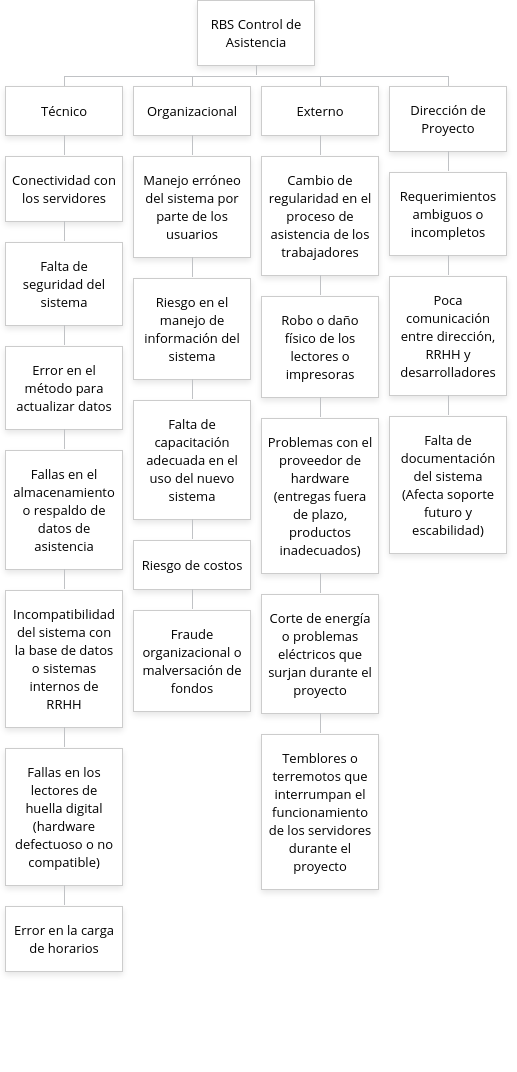 RBS Control de
Asistencia
Técnico
Conectividad con
los servidores
Falta de
seguridad del
sistema
Error en el
método para
actualizar datos
Fallas en el
almacenamiento
o respaldo de
datos de
asistencia
Incompatibilidad
del sistema con
la base de datos
o sistemas
internos de
RRHH
Fallas en los
lectores de
huella digital
(hardware
defectuoso o no
compatible)
Error en la carga
de horarios
Organizacional
Manejo erróneo
del sistema por
parte de los
usuarios
Riesgo en el
manejo de
información del
sistema
Falta de
capacitación
adecuada en el
uso del nuevo
sistema
Riesgo de costos
Fraude
organizacional o
malversación de
fondos
Externo
Cambio de
regularidad en el
proceso de
asistencia de los
trabajadores
Robo o daño
físico de los
lectores o
impresoras
Problemas con el
proveedor de
hardware
(entregas fuera
de plazo,
productos
inadecuados)
Corte de energía
o problemas
eléctricos que
surjan durante el
proyecto
Temblores o
terremotos que
interrumpan el
funcionamiento
de los servidores
durante el
proyecto
Dirección de
Proyecto
Requerimientos
ambiguos o
incompletos
Poca
comunicación
entre dirección,
RRHH y
desarrolladores
Falta de
documentación
del sistema
(Afecta soporte
futuro y
escabilidad)